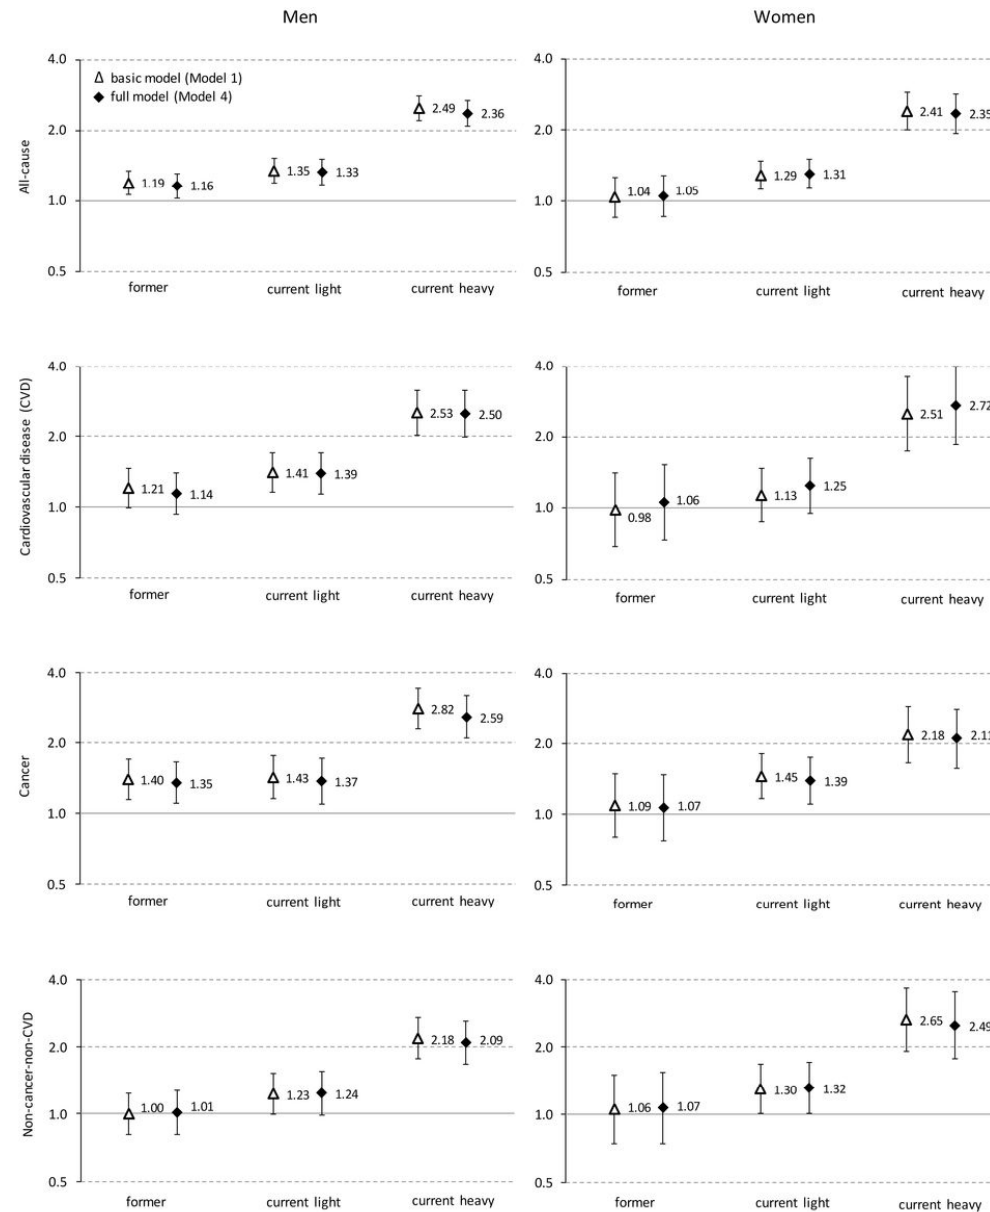 Men
Women
All-cause
4.0
2.0
1.0
0.5
basic model (Model 1)
full model (Model 4)
1.19
1.16
1.35
1.33
2.49
2.36
former
current light
current heavy
4.0
2.0
1.0
0.5
1.04
1.05
1.29
1.31
2.41
2.35
former
current light
current heavy
Cardiovascular disease (CVD)
4.0
2.0
1.0
0.5
1.21
1.14
1.41
1.39
2.53
2.50
former
current light
current heavy
4.0
2.0
1.0
0.5
0.98
1.06
1.13
1.25
2.51
2.72
former
current light
current heavy
Cancer
4.0
2.0
1.0
0.5
1.40
1.35
1.43
1.37
2.82
2.59
former
current light
current heavy
4.0
2.0
1.0
0.5
1.09
1.07
1.45
1.39
2.18
2.11
former
current light
current heavy
Non-cancer-non-CVD
4.0
2.0
1.0
0.5
1.00
1.01
1.23
1.24
2.18
2.09
former
current light
current heavy
4.0
2.0
1.0
0.5
1.06
1.07
1.30
1.32
2.65
2.49
former
current light
current heavy